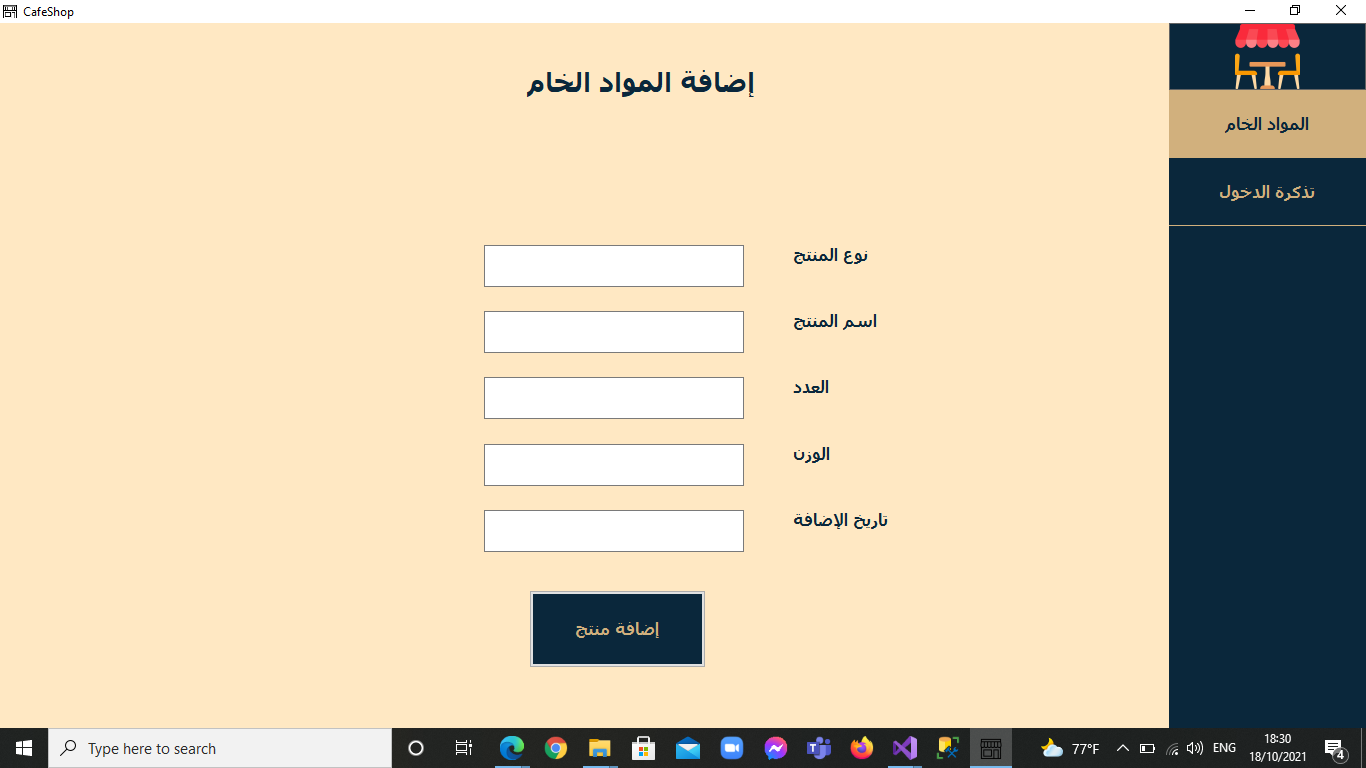 CafeShop
إضافة المواد الخام
المواد الخام
تذكرة الدخول
نوع المنتج
اسم المنتج
العدد
الوزن
تاريخ الإضافة
إضافة منتج
Type here to search
77°F
ENG
18:30
18/10/2021
4